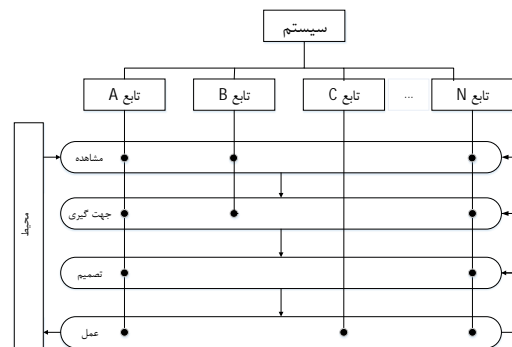 سیستم
تابع A
تابع B
تابع C
...
تابع N
محیط
مشاهده
جهت گیری
تصمیم
عمل